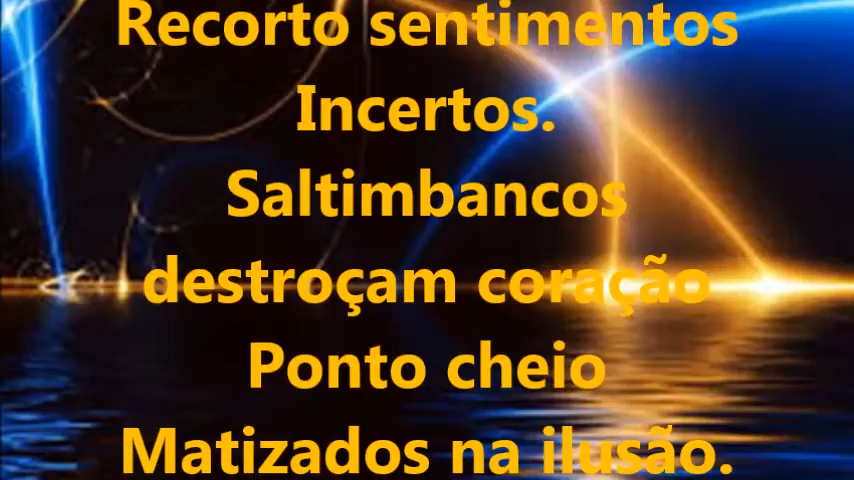 Recorto sentimentos
Incertos.
Saltimbancos
destroçam coração
Ponto cheio
Matizados na ilusão.